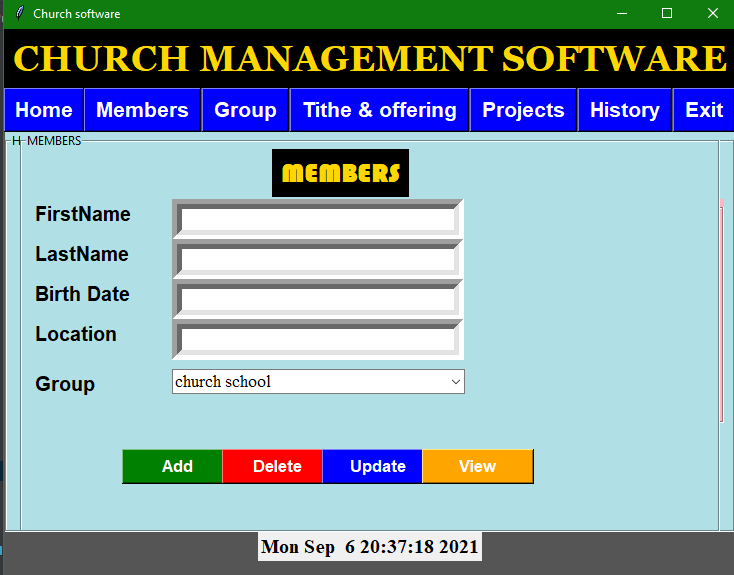 Church software
CHURCH MANAGEMENT SOFTWARE
Home Members Group Tithe & offering Projects History Exit
H MEMBERS
MEMBERS
FirstName
LastName
Birth Date
Location
Group church school
Add Delete Update View
Mon Sep  6 20:37:18 2021